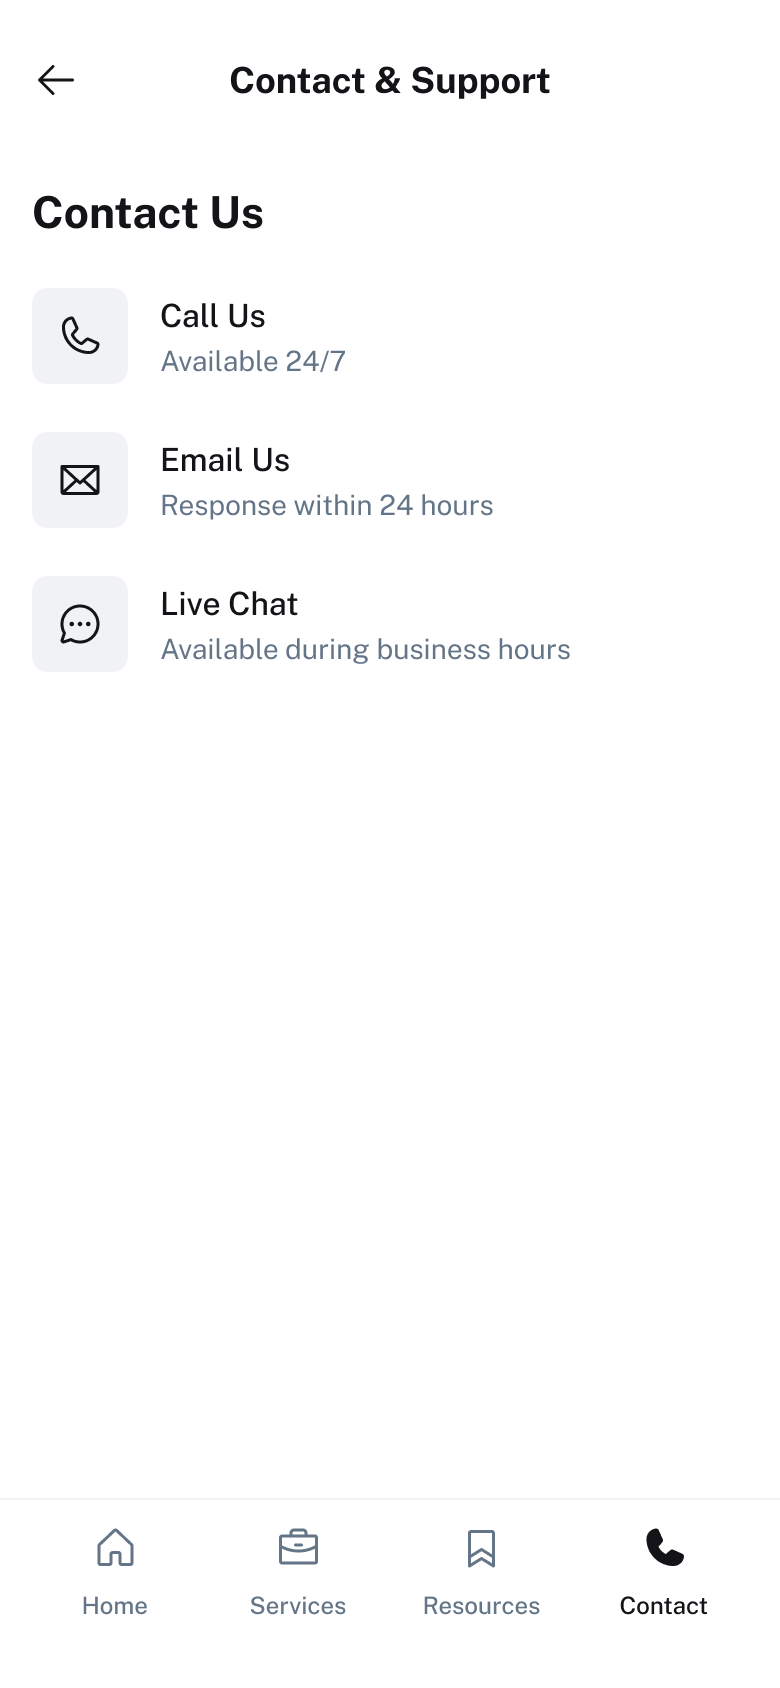 Contact & Support
Contact Us
Call Us
Available 24/7
Email Us
Response within 24 hours
Live Chat
Available during business hours
Home
Services
Resources
Contact